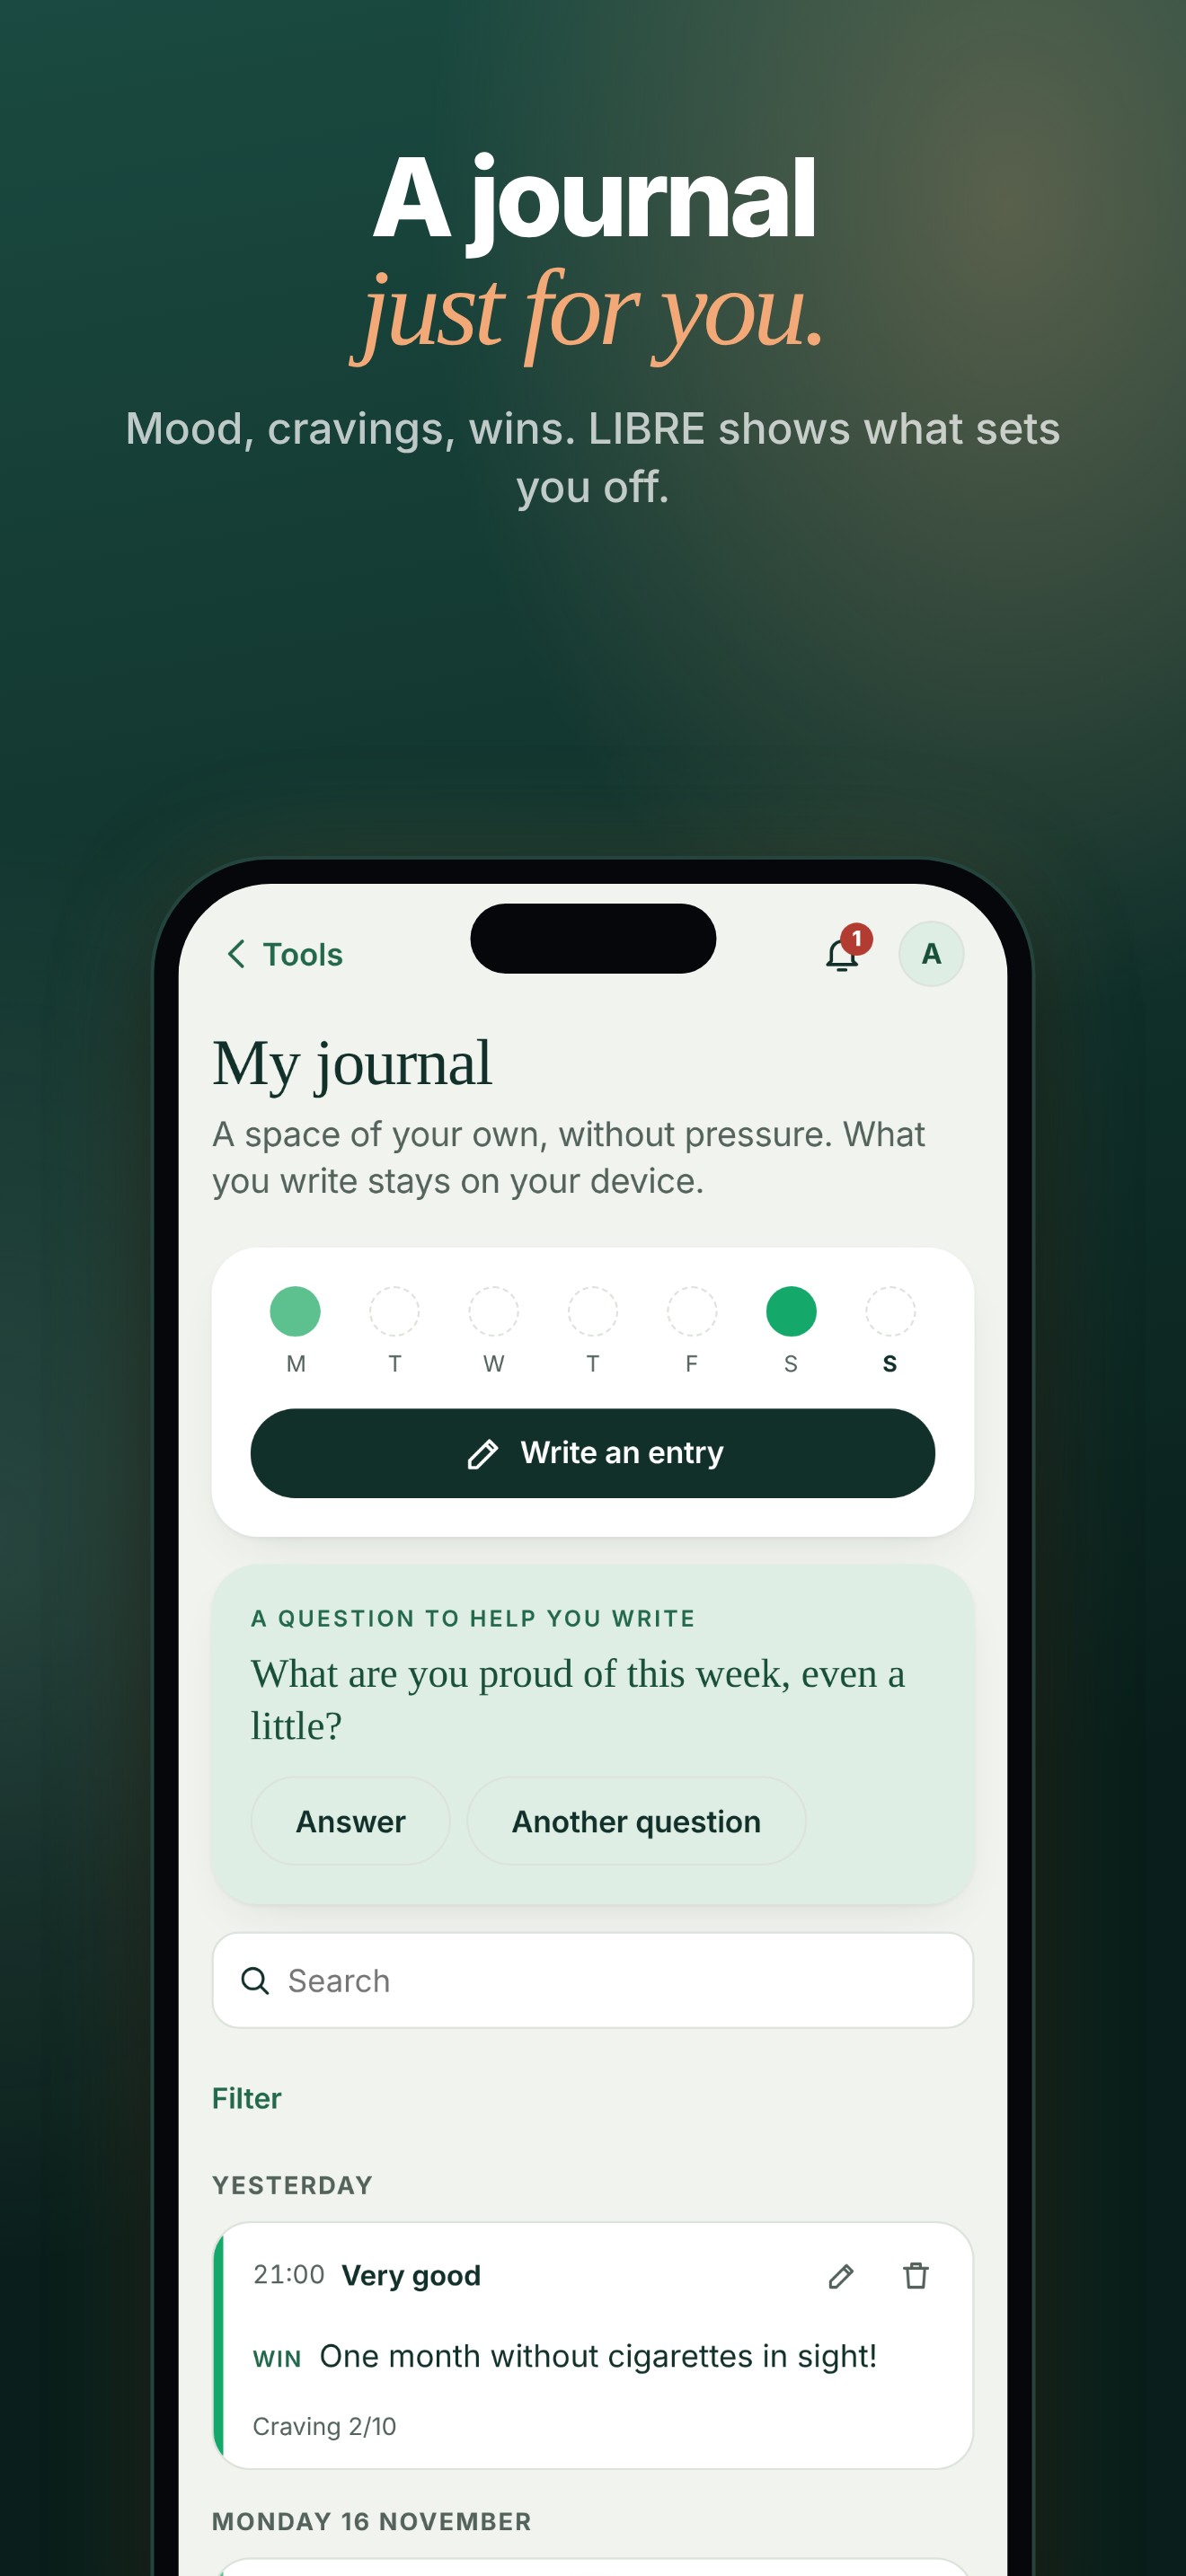 A journal
just for you.
Mood, cravings, wins. LIBRE shows what sets
you off.
Tools
1
A
My journal
A space of your own, without pressure. What
you write stays on your device.
M T W T F S S
Write an entry
A QUESTION TO HELP YOU WRITE
What are you proud of this week, even a
little?
Answer Another question
Search
Filter
YESTERDAY
21:00 Very good
WIN One month without cigarettes in sight!
Craving 2/10
MONDAY 16 NOVEMBER